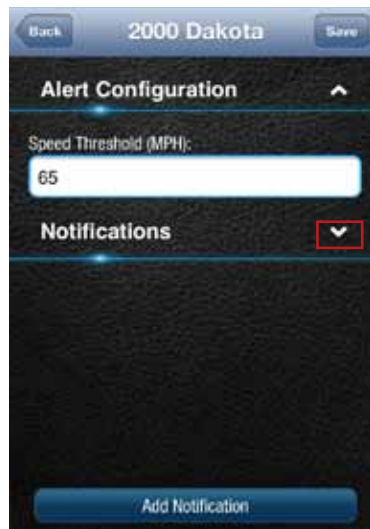 Back 2000 Dakota Save
Alert Configuration
Speed Threshold (MPH):
65
Notifications
Add Notification